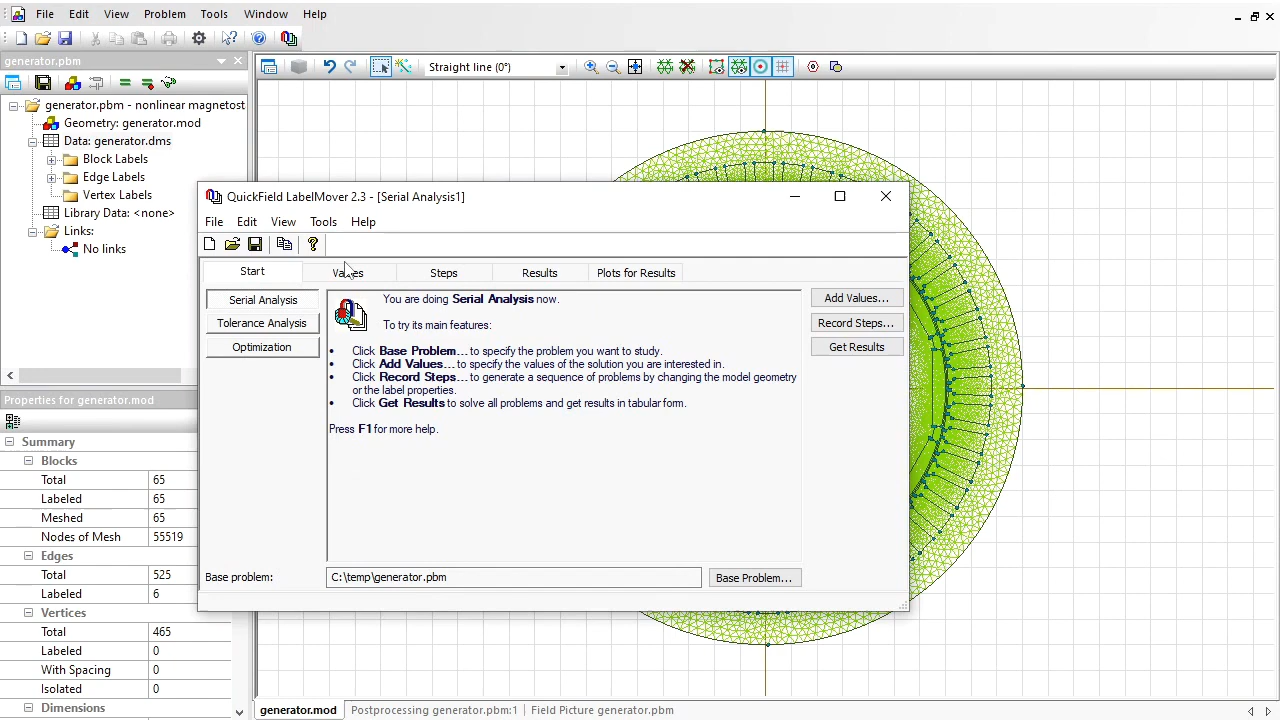 File Edit View Problem Tools Window Help
generator.pbm
Straight line (0°)
generator.pbm - nonlinear magnetost
Geometry: generator.mod
Data: generator.dms
Block Labels
Edge Labels
Vertex Labels
Library Data: <none>
Links:
No links
Properties for generator.mod
Summary
Blocks
Total 65
Labeled 65
Meshed 65
Nodes of Mesh 55519
Edges
Total 525
Labeled 6
Vertices
Total 465
Labeled 0
With Spacing 0
Isolated 0
Dimensions
QuickField LabelMover 2.3 - [Serial Analysis1]
File Edit View Tools Help
Start Values Steps Results Plots for Results
Serial Analysis
Tolerance Analysis
Optimization
You are doing Serial Analysis now.
To try its main features:
• Click Base Problem... to specify the problem you want to study.
• Click Add Values... to specify the values of the solution you are interested in.
• Click Record Steps... to generate a sequence of problems by changing the model geometry
or the label properties.
• Click Get Results to solve all problems and get results in tabular form.
Press F1 for more help.
Add Values...
Record Steps...
Get Results
Base problem: C:\temp\generator.pbm Base Problem...
generator.mod Postprocessing generator.pbm:1 Field Picture generator.pbm